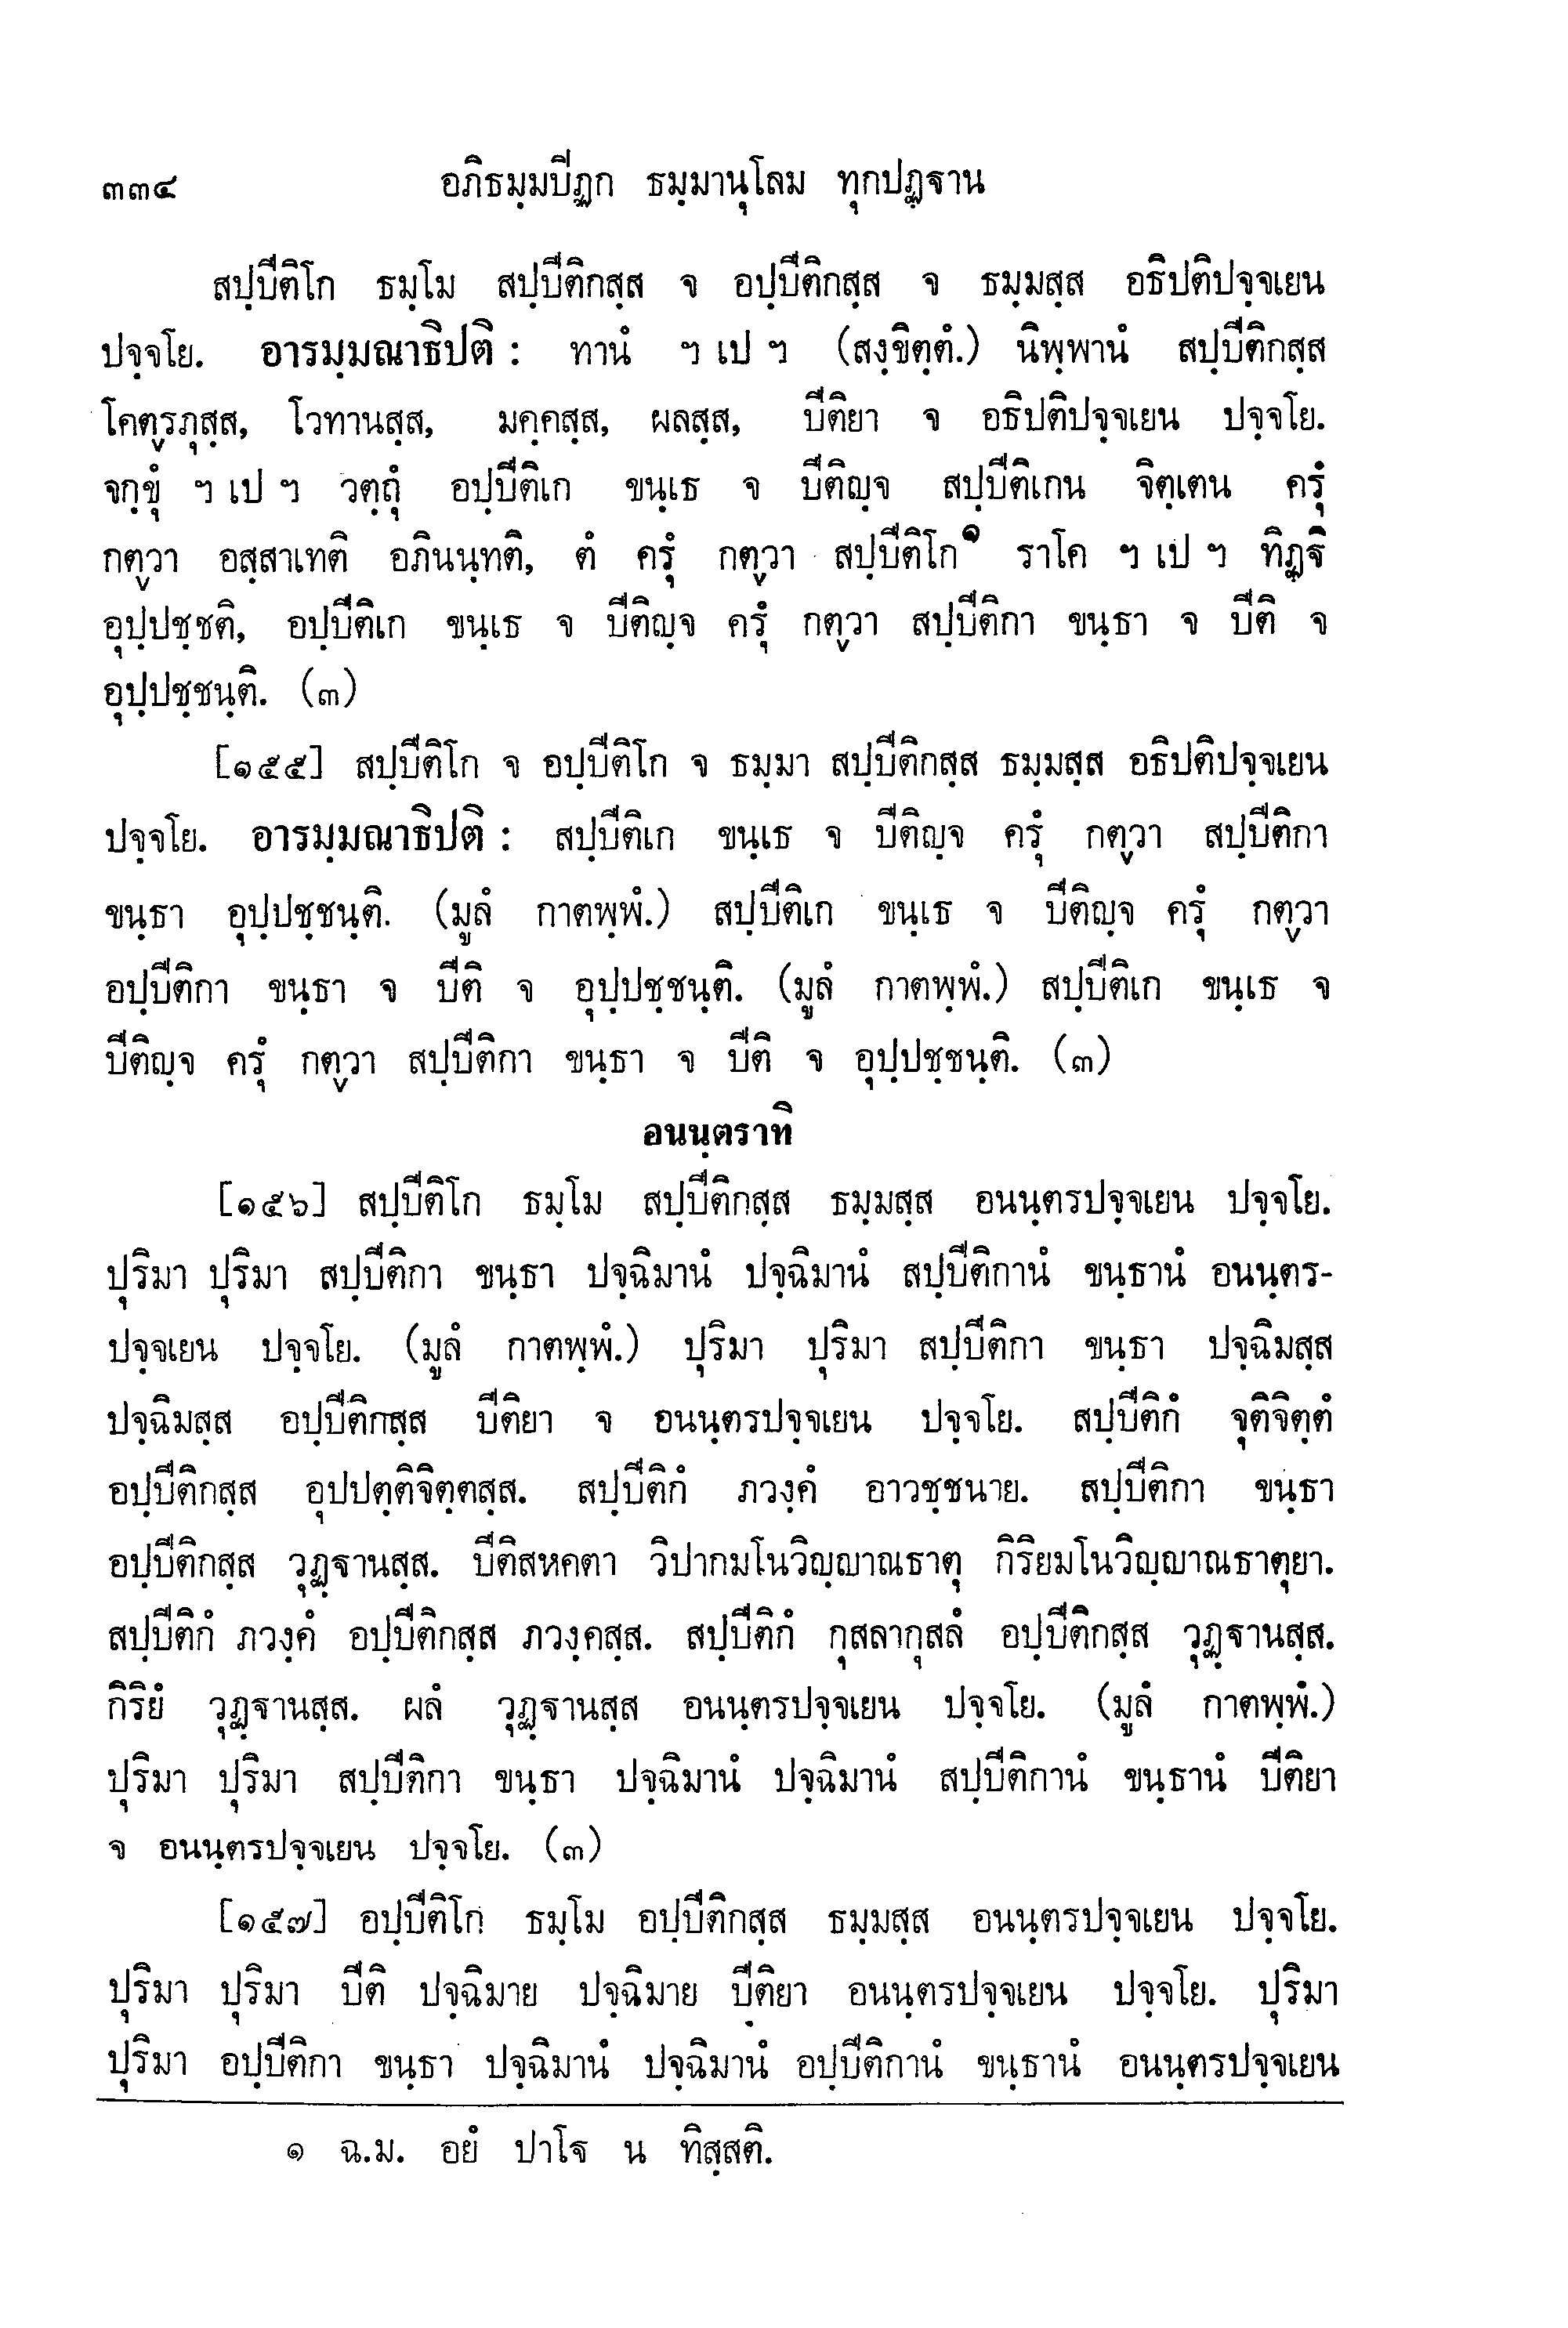 ๓๓๔ อภิธมฺมปีฏก ธมฺมานุโลม ทุกปฏฺฐาน
สปฺปีติโก ธมฺโม สปฺปีติกสฺส จ อปฺปีติกสฺส จ ธมฺมสฺส อธิปติปจฺจเยน
ปจฺจโย. อารมฺมณาธิปติ : ทานํ ฯ เป ฯ (สงฺขิตฺตํ.) นิพฺพานํ สปฺปีติกสฺส
โคตฺรภุสฺส, โวทานสฺส, มคฺคสฺส, ผลสฺส, ปีติยา จ อธิปติปจฺจเยน ปจฺจโย.
จกฺขุํ ฯ เป ฯ วตฺถุํ อปฺปีติเก ขนฺเธ จ ปีติญฺจ สปฺปีติเกน จิตฺเตน ครุํ
กตฺวา อสฺสาเทติ อภินนฺทติ, ตํ ครุํ กตฺวา สปฺปีติโก๑ ราโค ฯ เป ฯ ทิฏฺฐิ
อุปฺปชฺชติ, อปฺปีติเก ขนฺเธ จ ปีติญฺจ ครุํ กตฺวา สปฺปีติกา ขนฺธา จ ปีติ จ
อุปฺปชฺชนฺติ. (๓)
[๑๕๕] สปฺปีติโก จ อปฺปีติโก จ ธมฺมา สปฺปีติกสฺส ธมฺมสฺส อธิปติปจฺจเยน
ปจฺจโย. อารมฺมณาธิปติ : สปฺปีติเก ขนฺเธ จ ปีติญฺจ ครุํ กตฺวา สปฺปีติกา
ขนฺธา อุปฺปชฺชนฺติ. (มูลํ กาตพฺพํ.) สปฺปีติเก ขนฺเธ จ ปีติญฺจ ครุํ กตฺวา
อปฺปีติกา ขนฺธา จ ปีติ จ อุปฺปชฺชนฺติ. (มูลํ กาตพฺพํ.) สปฺปีติเก ขนฺเธ จ
ปีติญฺจ ครุํ กตฺวา สปฺปีติกา ขนฺธา จ ปีติ จ อุปฺปชฺชนฺติ. (๓)
อนนฺตราทิ
[๑๕๖] สปฺปีติโก ธมฺโม สปฺปีติกสฺส ธมฺมสฺส อนนฺตรปจฺจเยน ปจฺจโย.
ปุริมา ปุริมา สปฺปีติกา ขนฺธา ปจฺฉิมานํ ปจฺฉิมานํ สปฺปีติกานํ ขนฺธานํ อนนฺตร-
ปจฺจเยน ปจฺจโย. (มูลํ กาตพฺพํ.) ปุริมา ปุริมา สปฺปีติกา ขนฺธา ปจฺฉิมสฺส
ปจฺฉิมสฺส อปฺปีติกสฺส ปีติยา จ อนนฺตรปจฺจเยน ปจฺจโย. สปฺปีติกํ จุติจิตฺตํ
อปฺปีติกสฺส อุปปตฺติจิตฺตสฺส. สปฺปีติกํ ภวงฺคํ อาวชฺชนาย. สปฺปีติกา ขนฺธา
อปฺปีติกสฺส วุฏฺฐานสฺส. ปีติสหคตา วิปากมโนวิญฺญาณธาตุ กิริยมโนวิญฺญาณธาตุยา.
สปฺปีติกํ ภวงฺคํ อปฺปีติกสฺส ภวงฺคสฺส. สปฺปีติกํ กุสลากุสลํ อปฺปีติกสฺส วุฏฺฐานสฺส.
กิริยํ วุฏฺฐานสฺส. ผลํ วุฏฺฐานสฺส อนนฺตรปจฺจเยน ปจฺจโย. (มูลํ กาตพฺพํ.)
ปุริมา ปุริมา สปฺปีติกา ขนฺธา ปจฺฉิมานํ ปจฺฉิมานํ สปฺปีติกานํ ขนฺธานํ ปีติยา
จ อนนฺตรปจฺจเยน ปจฺจโย. (๓)
[๑๕๗] อปฺปีติโก ธมฺโม อปฺปีติกสฺส ธมฺมสฺส อนนฺตรปจฺจเยน ปจฺจโย.
ปุริมา ปุริมา ปีติ ปจฺฉิมาย ปจฺฉิมาย ปีติยา อนนฺตรปจฺจเยน ปจฺจโย. ปุริมา
ปุริมา อปฺปีติกา ขนฺธา ปจฺฉิมานํ ปจฺฉิมานํ อปฺปีติกานํ ขนฺธานํ อนนฺตรปจฺจเยน
๑ ฉ.ม. อยํ ปาโฐ น ทิสฺสติ.